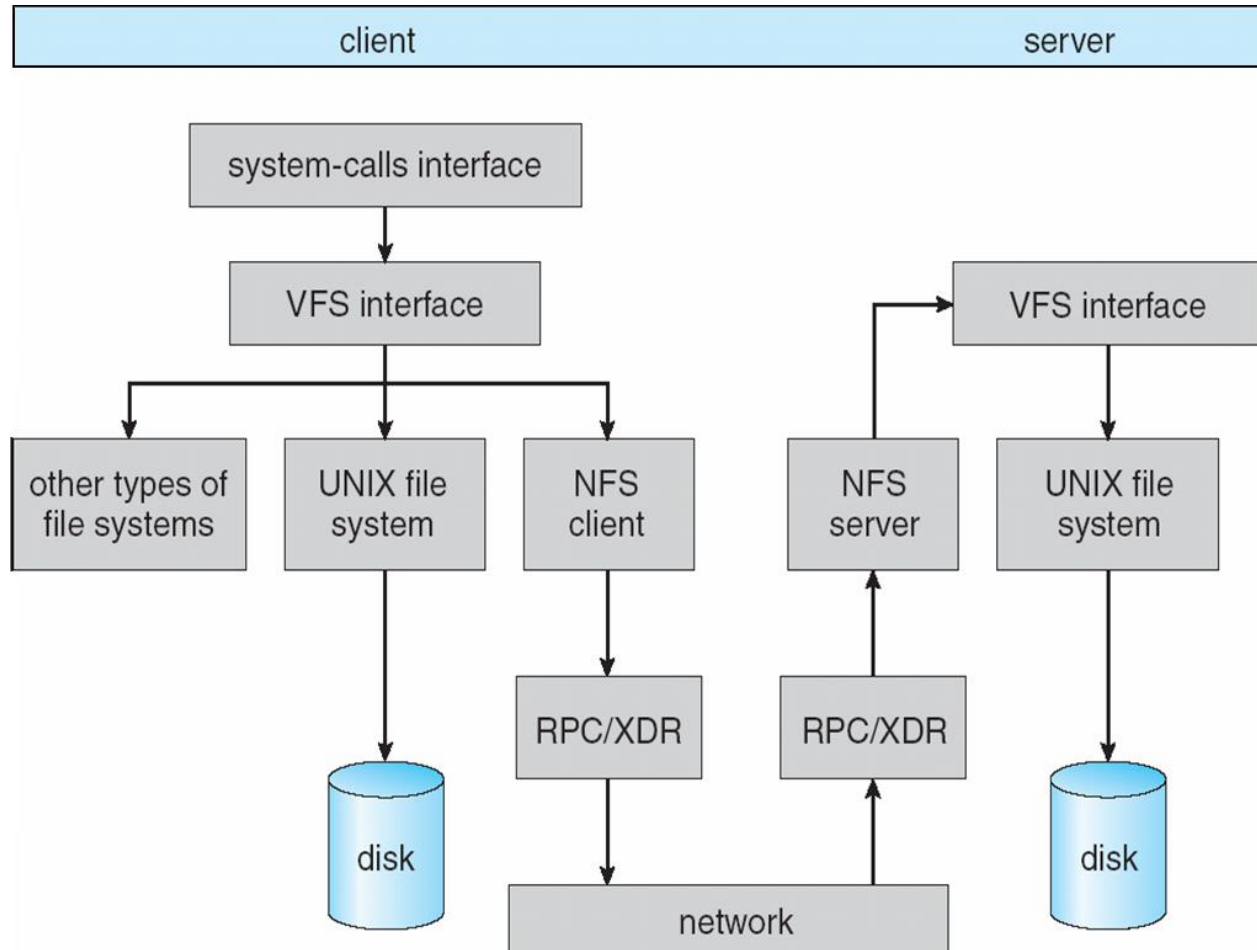 client
server
system-calls interface
VFS interface
VFS interface
other types of
file systems
UNIX file
system
NFS
client
NFS
server
UNIX file
system
RPC/XDR
RPC/XDR
disk
disk
network